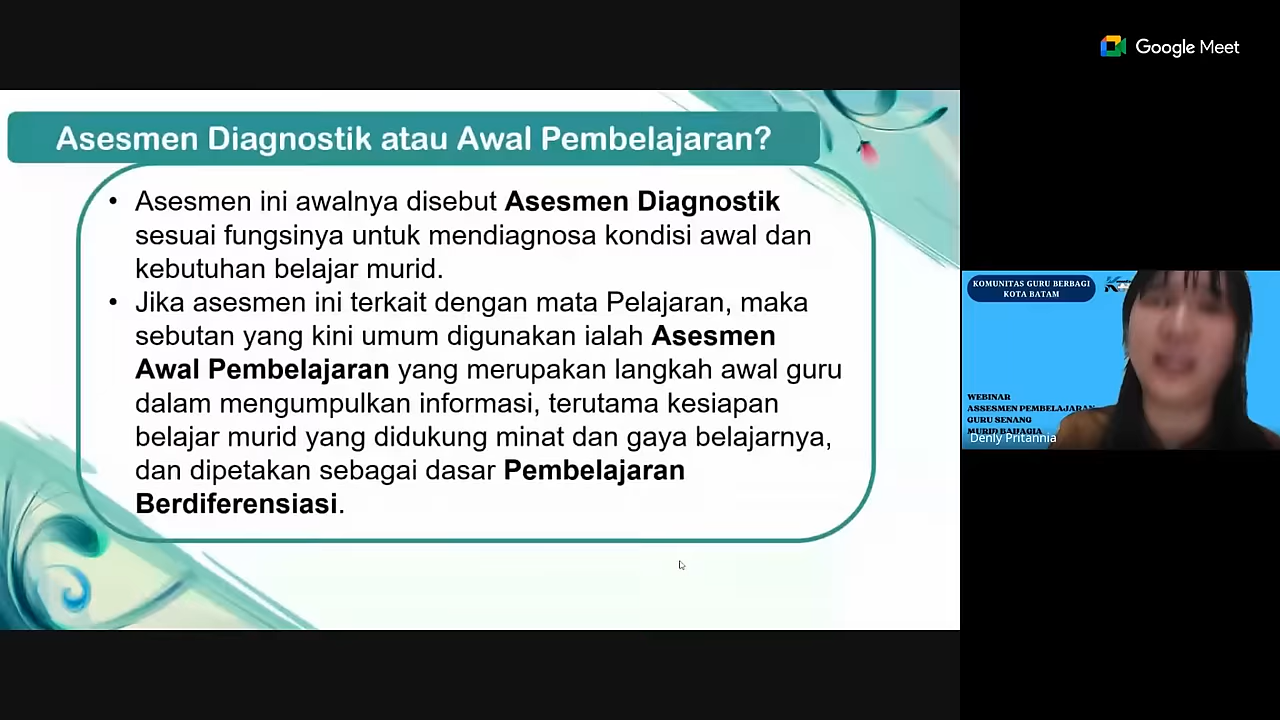 Google Meet
Asesmen Diagnostik atau Awal Pembelajaran?
• Asesmen ini awalnya disebut Asesmen Diagnostik
sesuai fungsinya untuk mendiagnosa kondisi awal dan
kebutuhan belajar murid.
• Jika asesmen ini terkait dengan mata Pelajaran, maka
sebutan yang kini umum digunakan ialah Asesmen
Awal Pembelajaran yang merupakan langkah awal guru
dalam mengumpulkan informasi, terutama kesiapan
belajar murid yang didukung minat dan gaya belajarnya,
dan dipetakan sebagai dasar Pembelajaran
Berdiferensiasi.
KOMUNITAS GURU BERBAGI
KOTA BATAM
WEBINAR
ASSESMEN PEMBELAJARAN
GURU SENANG
MURID BAHAGIA
Denly Pritannia